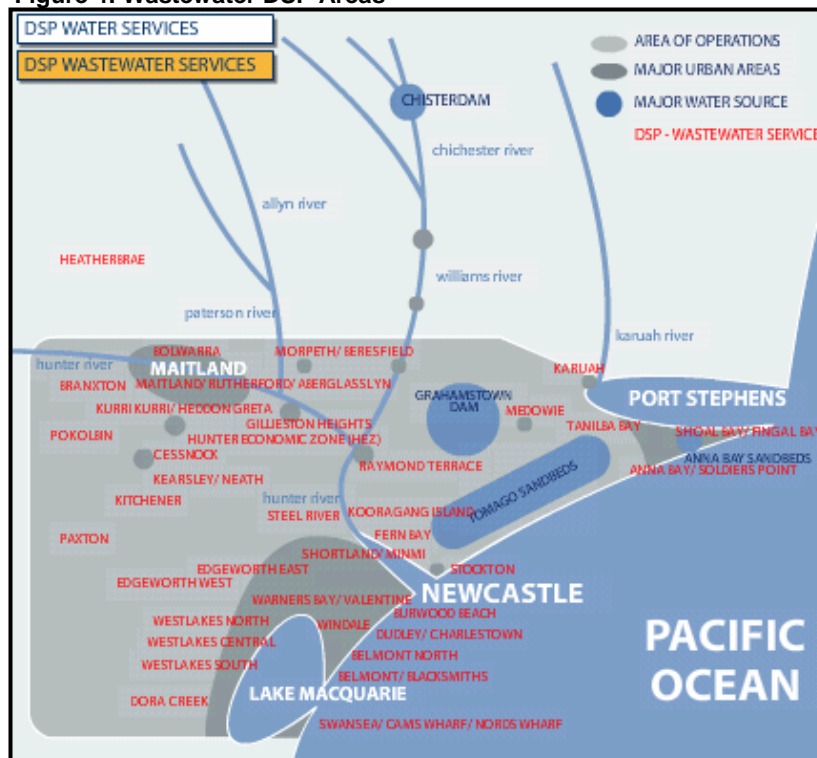 Figure 4: Wastewater DSP Areas
DSP WATER SERVICES
DSP WASTEWATER SERVICES
AREA OF OPERATIONS
MAJOR URBAN AREAS
MAJOR WATER SOURCE
DSP - WASTEWATER SERVICE
CHISTERDAM
chichester river
allyn river
HEATHERBRAE
williams river
paterson river
karuah river
hunter river
BOLWARRA
MORPETH/ BERESFIELD
MAITLAND
KARUAH
BRANXTON
MAITLAND/ RUTHERFORD/ ABERGLASSLYN
GRAHAMSTOWN
DAM
PORT STEPHENS
KURRI KURRI/ HEDDON GRETA
MEDOWIE
GILLIESTON HEIGHTS
TANILBA BAY
SHOAL BAY/ FINGAL BAY
POKOLBIN
HUNTER ECONOMIC ZONE (HEZ)
CESSNOCK
ANNA BAY SANDBEDS
RAYMOND TERRACE
ANNA BAY/ SOLDIERS POINT
KEARSLEY/ NEATH
TOMAGO SANDBEDS
KITCHENER
hunter river
STEEL RIVER
KOORAGANG ISLAND
PAXTON
FERN BAY
SHORTLAND/ MINMI
EDGEWORTH EAST
STOCKTON
EDGEWORTH WEST
NEWCASTLE
WARNERS BAY/ VALENTINE
BURWOOD BEACH
WESTLAKES NORTH
WINDALE
DUDLEY/ CHARLESTOWN
WESTLAKES CENTRAL
BELMONT NORTH
WESTLAKES SOUTH
BELMONT/ BLACKSMITHS
PACIFIC
OCEAN
LAKE MACQUARIE
DORA CREEK
SWANSEA/ CAMS WHARF/ NORDS WHARF